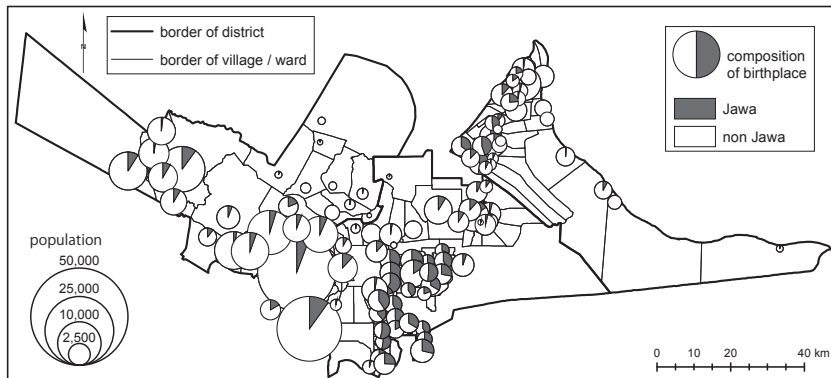 N
border of district
border of village / ward
composition
of birthplace
Jawa
non Jawa
population
50,000
25,000
10,000
2,500
0 10 20 30 40 km